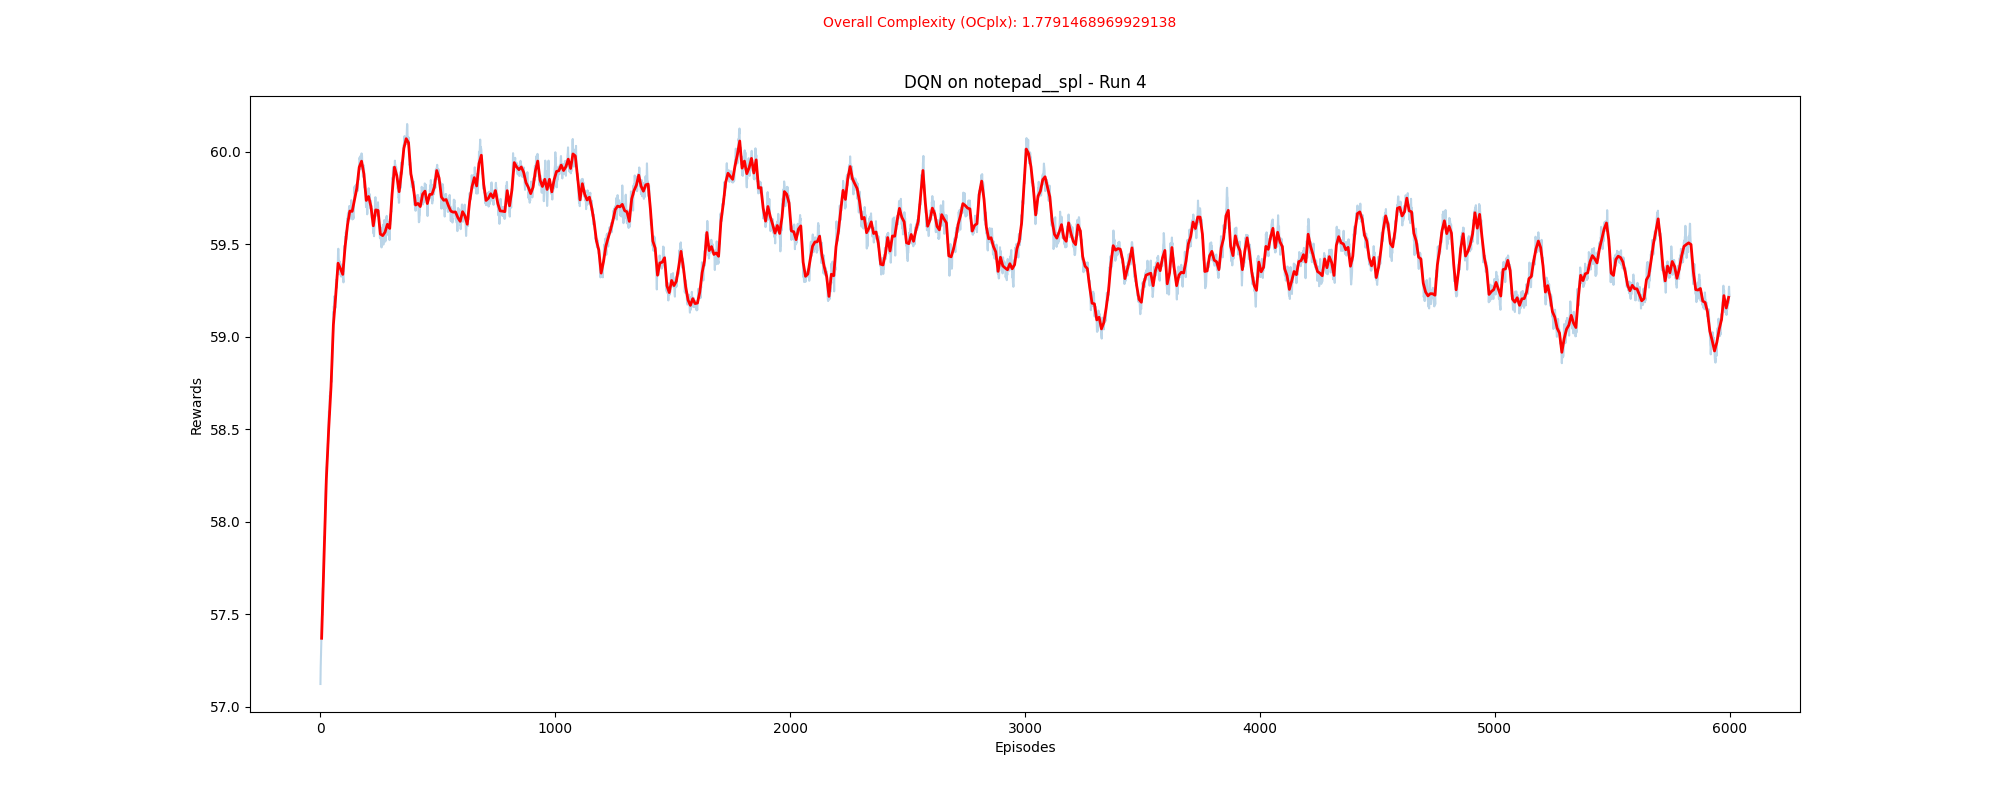 Overall Complexity (OCplx): 1.7791468969929138
DQN on notepad__spl - Run 4
60.0
59.5
59.0
58.5
58.0
57.5
57.0
Rewards
0 1000 2000 3000 4000 5000 6000
Episodes